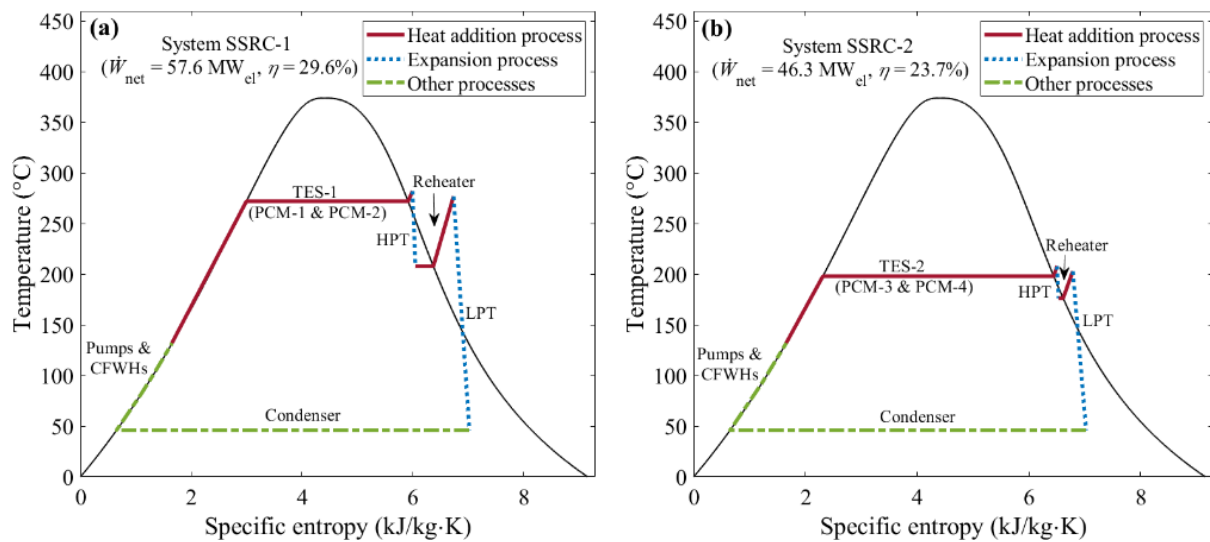 (a)
System SSRC-1
(Ẇnet = 57.6 MWel, η = 29.6%)
Heat addition process
Expansion process
Other processes
450
400
350
300
250
200
150
100
50
0
Temperature (°C)
TES-1
(PCM-1 & PCM-2)
Reheater
HPT
LPT
Pumps &
CFWHs
Condenser
0 2 4 6 8
Specific entropy (kJ/kg·K)
(b)
System SSRC-2
(Ẇnet = 46.3 MWel, η = 23.7%)
Heat addition process
Expansion process
Other processes
450
400
350
300
250
200
150
100
50
0
Temperature (°C)
TES-2
(PCM-3 & PCM-4)
Reheater
HPT
LPT
Pumps &
CFWHs
Condenser
0 2 4 6 8
Specific entropy (kJ/kg·K)